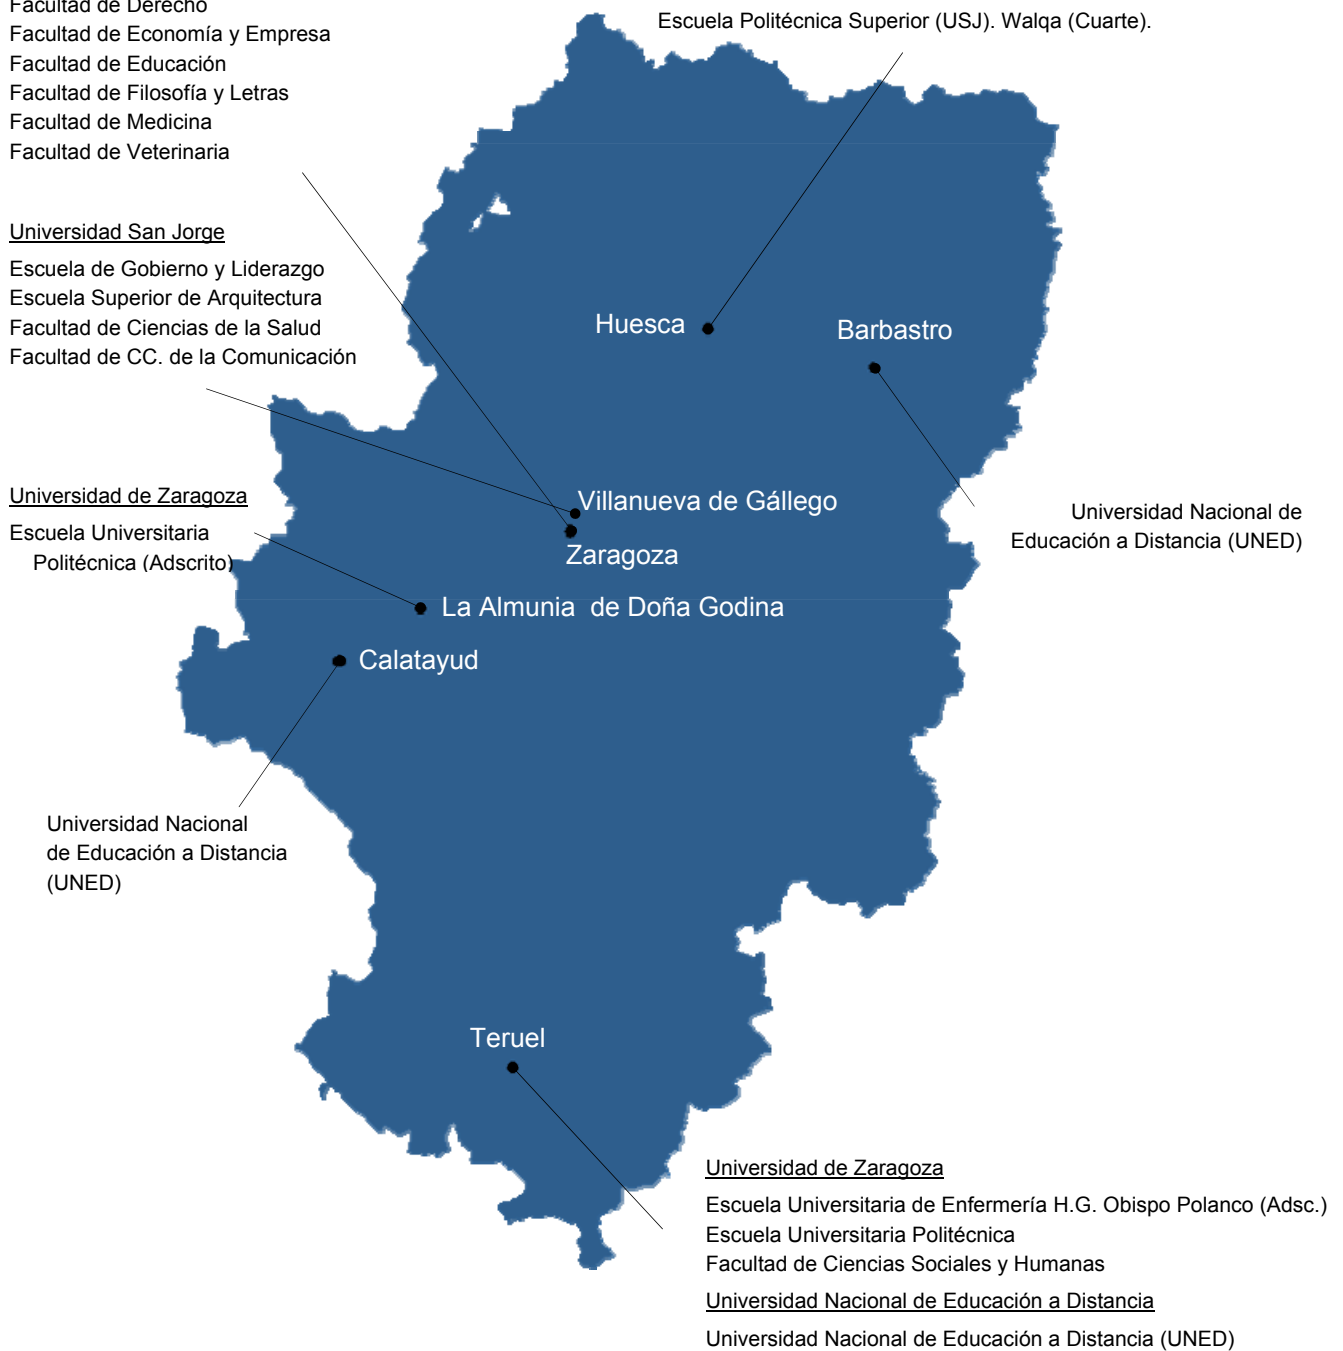 Facultad de Derecho
Facultad de Economía y Empresa
Facultad de Educación
Facultad de Filosofía y Letras
Facultad de Medicina
Facultad de Veterinaria
Escuela Politécnica Superior (USJ). Walqa (Cuarte).
Universidad San Jorge
Escuela de Gobierno y Liderazgo
Escuela Superior de Arquitectura
Facultad de Ciencias de la Salud
Facultad de CC. de la Comunicación
Huesca
Barbastro
Universidad de Zaragoza
Escuela Universitaria
Politécnica (Adscrito)
Villanueva de Gállego
Zaragoza
Universidad Nacional de
Educación a Distancia (UNED)
La Almunia de Doña Godina
Calatayud
Universidad Nacional
de Educación a Distancia
(UNED)
Teruel
Universidad de Zaragoza
Escuela Universitaria de Enfermería H.G. Obispo Polanco (Adsc.)
Escuela Universitaria Politécnica
Facultad de Ciencias Sociales y Humanas
Universidad Nacional de Educación a Distancia
Universidad Nacional de Educación a Distancia (UNED)